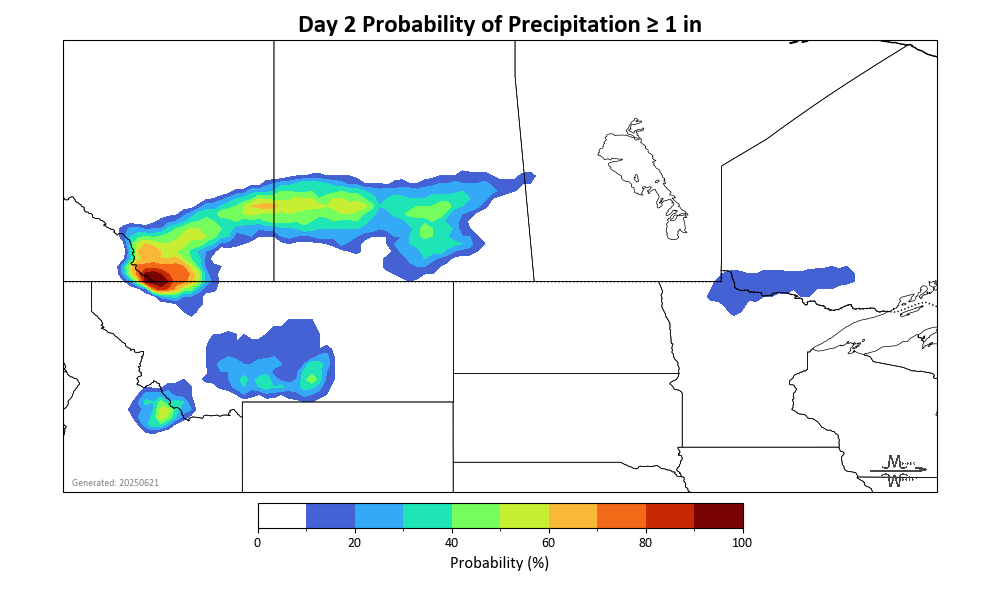 Day 2 Probability of Precipitation ≥ 1 in
Generated: 20250621
0 20 40 60 80 100
Probability (%)